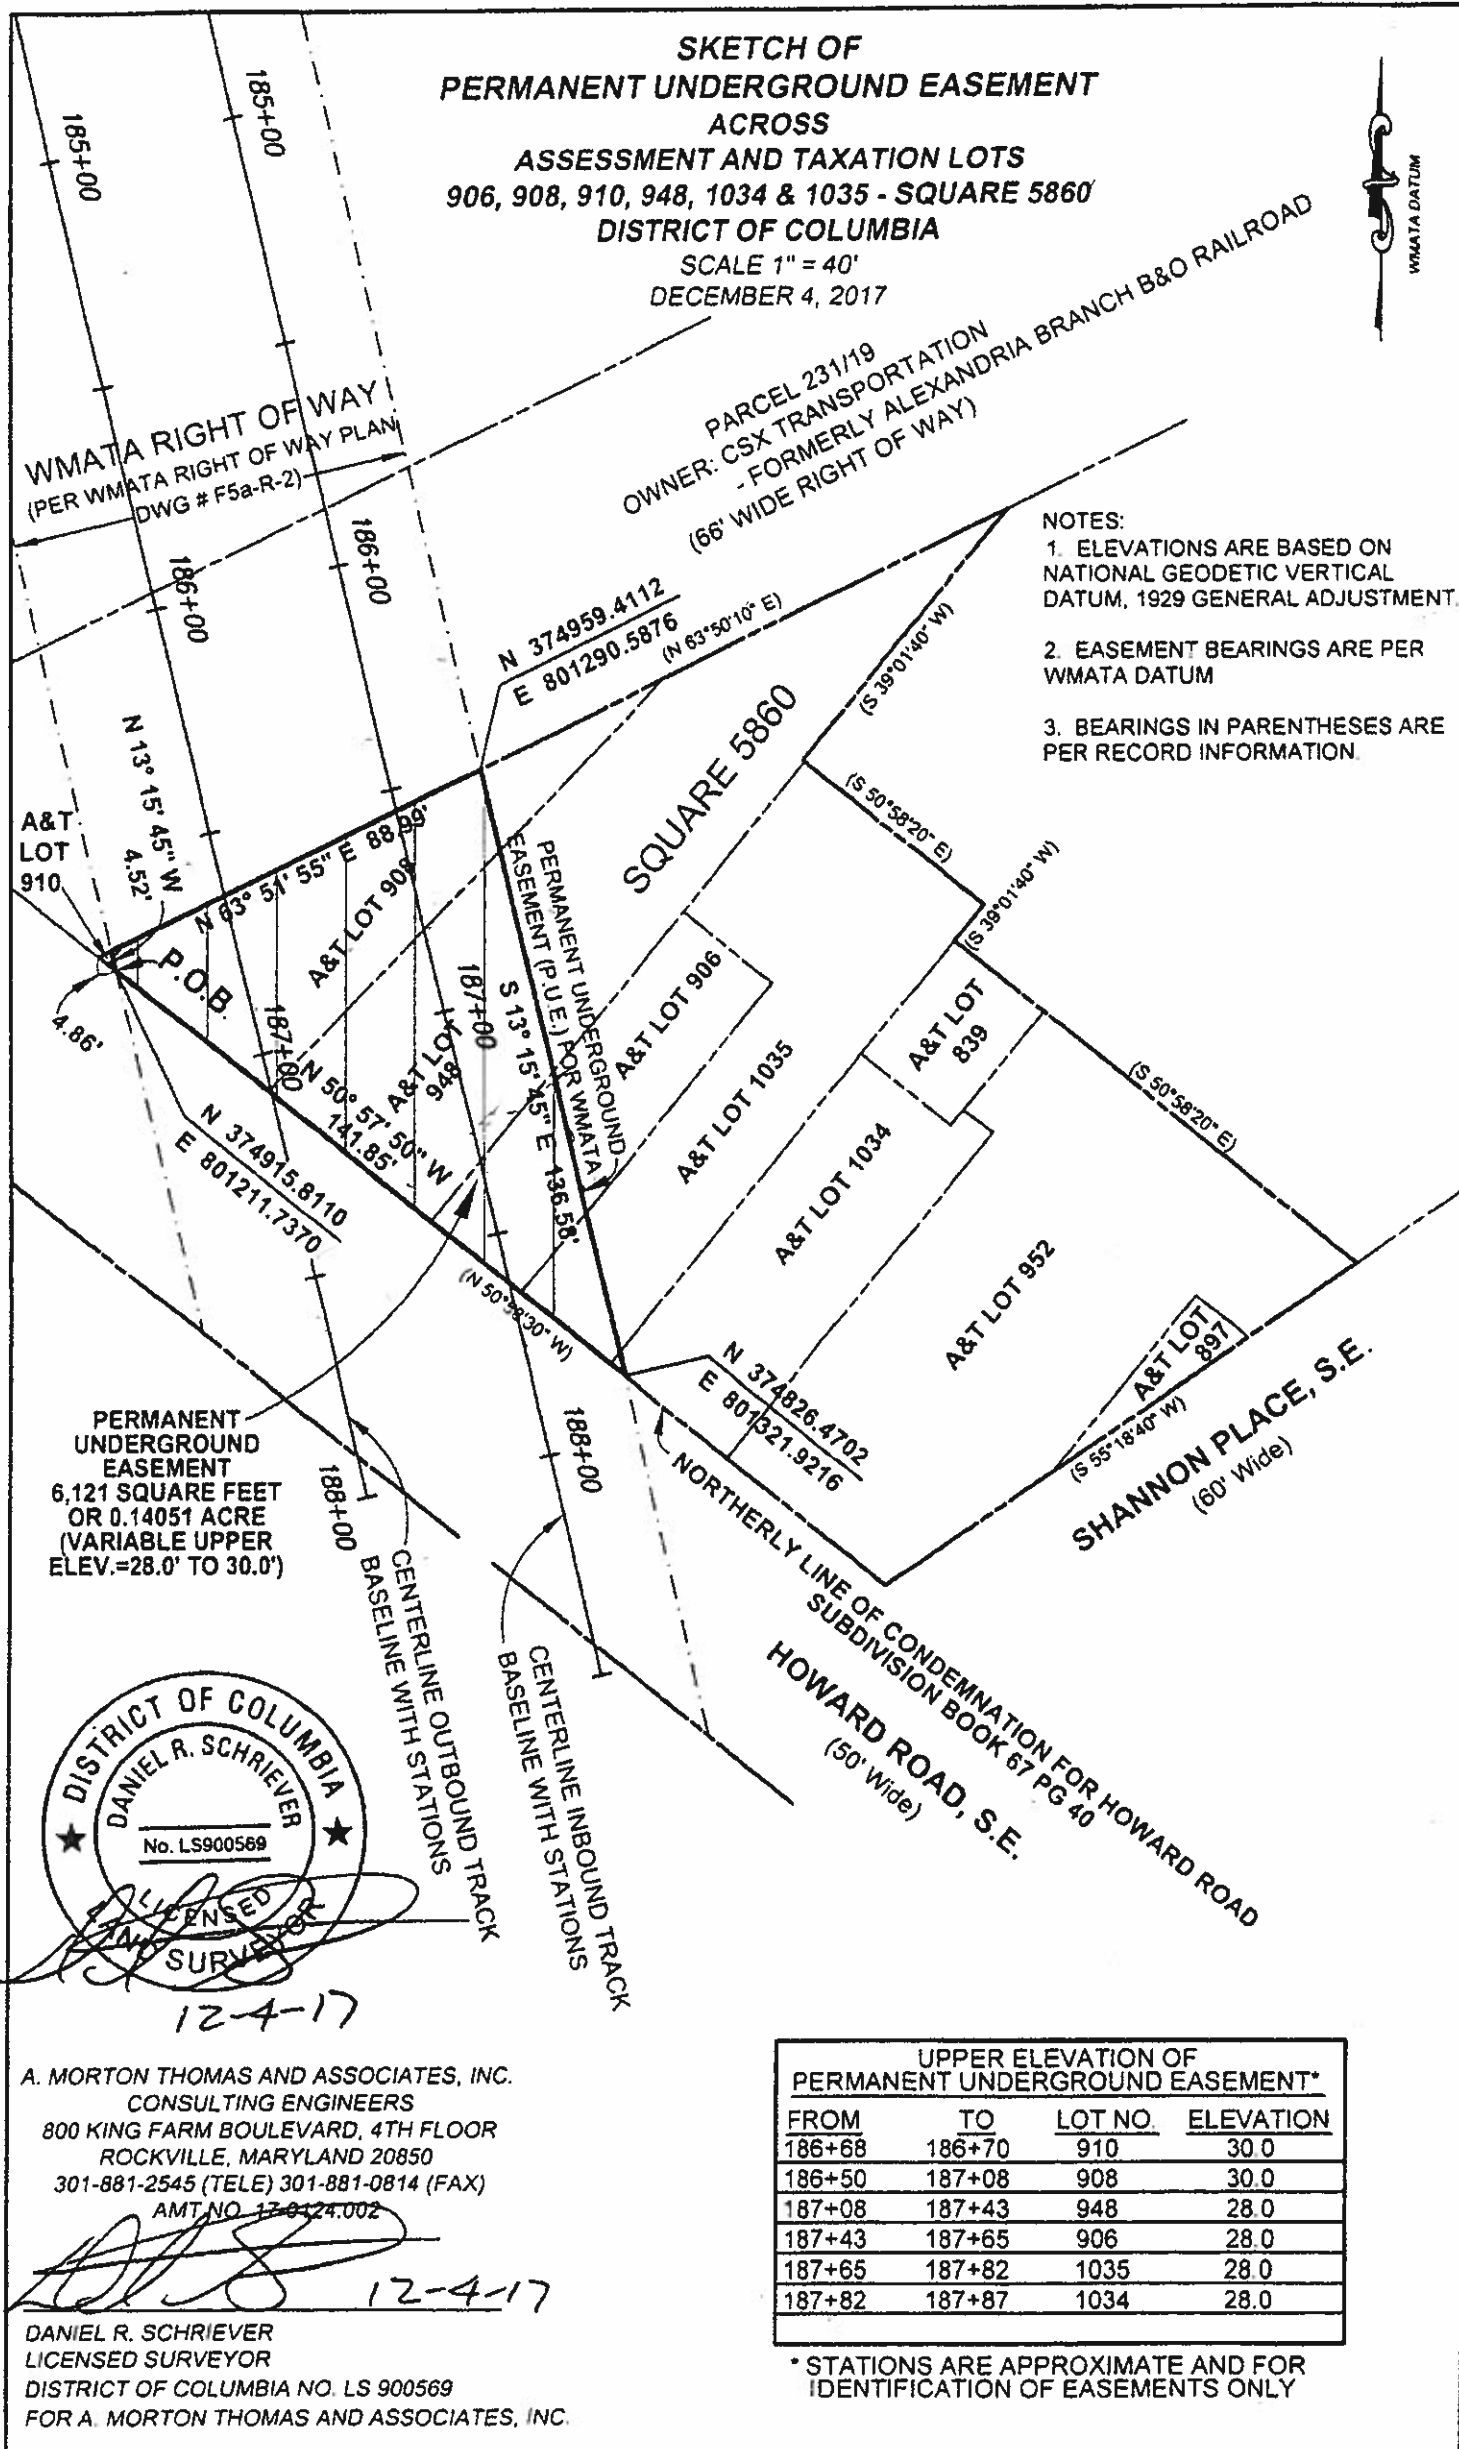 SKETCH OF
PERMANENT UNDERGROUND EASEMENT
ACROSS
ASSESSMENT AND TAXATION LOTS
906, 908, 910, 948, 1034 & 1035 - SQUARE 5860
DISTRICT OF COLUMBIA
SCALE 1" = 40'
DECEMBER 4, 2017
WMATA DATUM
185+00
185+00
WMATA RIGHT OF WAY
(PER WMATA RIGHT OF WAY PLAN
DWG # F5a-R-2)
PARCEL 231/19
OWNER: CSX TRANSPORTATION
- FORMERLY ALEXANDRIA BRANCH B&O RAILROAD
(66' WIDE RIGHT OF WAY)
186+00
186+00
NOTES:
1. ELEVATIONS ARE BASED ON
NATIONAL GEODETIC VERTICAL
DATUM, 1929 GENERAL ADJUSTMENT.
2. EASEMENT BEARINGS ARE PER
WMATA DATUM
3. BEARINGS IN PARENTHESES ARE
PER RECORD INFORMATION.
N 374959.4112
E 801290.5876
(N 63°50'10" E)
(S 39°01'40" W)
SQUARE 5860
(S 50°58'20" E)
(S 39°01'40" W)
(S 50°58'20" E)
N 13° 15' 45" W
4.52'
A&T
LOT
910
N 63° 51' 55" E 88.99'
P.O.B.
4.86'
A&T LOT 908
187+00
187+00
A&T LOT
948
N 50° 57' 50" W
141.85'
S 13° 15' 45" E 136.58'
PERMANENT UNDERGROUND
EASEMENT (P.U.E.) FOR WMATA
A&T LOT 906
A&T LOT 1035
A&T LOT
839
A&T LOT 1034
A&T LOT 952
A&T LOT
897
N 374915.8110
E 801211.7370
(N 50°58'30" W)
N 374826.4702
E 801321.9216
(S 55°18'40" W)
SHANNON PLACE, S.E.
(60' Wide)
PERMANENT
UNDERGROUND
EASEMENT
6,121 SQUARE FEET
OR 0.14051 ACRE
(VARIABLE UPPER
ELEV.=28.0' TO 30.0')
188+00
188+00
CENTERLINE OUTBOUND TRACK
BASELINE WITH STATIONS
CENTERLINE INBOUND TRACK
BASELINE WITH STATIONS
NORTHERLY LINE OF CONDEMNATION FOR HOWARD ROAD
SUBDIVISION BOOK 67 PG 40
HOWARD ROAD, S.E.
(50' Wide)
DISTRICT OF COLUMBIA
DANIEL R. SCHRIEVER
No. LS900569
LICENSED
LAND SURVEYOR
12-4-17
A. MORTON THOMAS AND ASSOCIATES, INC.
CONSULTING ENGINEERS
800 KING FARM BOULEVARD, 4TH FLOOR
ROCKVILLE, MARYLAND 20850
301-881-2545 (TELE) 301-881-0814 (FAX)
AMT NO. 17-0124.002
12-4-17
DANIEL R. SCHRIEVER
LICENSED SURVEYOR
DISTRICT OF COLUMBIA NO. LS 900569
FOR A. MORTON THOMAS AND ASSOCIATES, INC.
UPPER ELEVATION OF
PERMANENT UNDERGROUND EASEMENT*
FROM TO LOT NO. ELEVATION
186+68 186+70 910 30.0
186+50 187+08 908 30.0
187+08 187+43 948 28.0
187+43 187+65 906 28.0
187+65 187+82 1035 28.0
187+82 187+87 1034 28.0
* STATIONS ARE APPROXIMATE AND FOR
IDENTIFICATION OF EASEMENTS ONLY